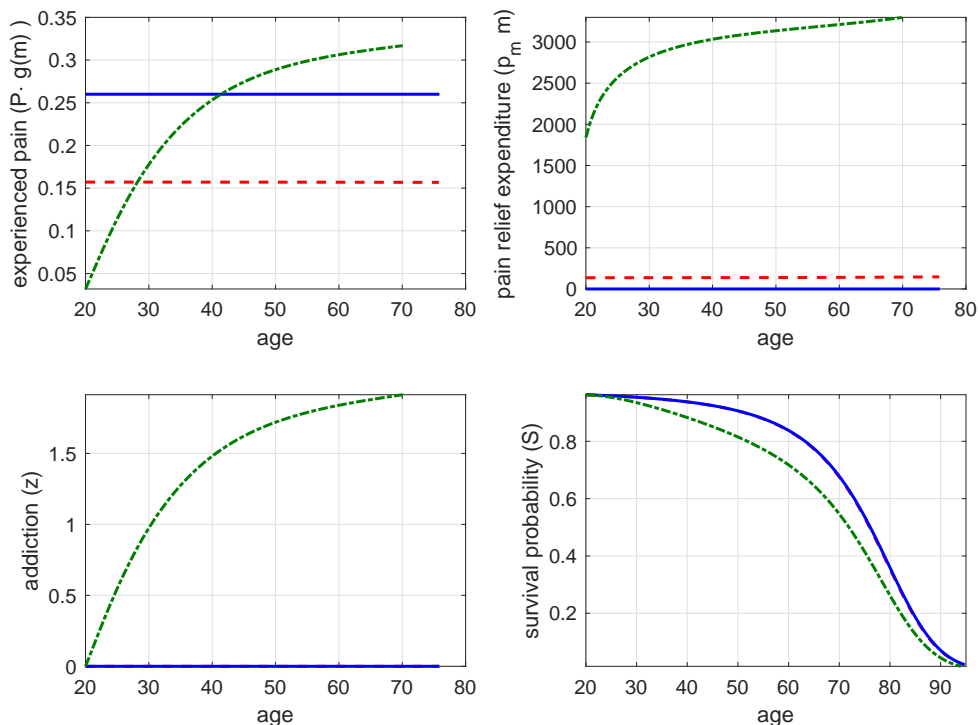 experienced pain (P· g(m) )
0.35
0.3
0.25
0.2
0.15
0.1
0.05
20 30 40 50 60 70 80
age
pain relief expenditure (p_m m)
3000
2500
2000
1500
1000
500
0
20 30 40 50 60 70 80
age
addiction (z)
1.5
1
0.5
0
20 30 40 50 60 70 80
age
survival probability (S)
0.8
0.6
0.4
0.2
20 30 40 50 60 70 80 90
age